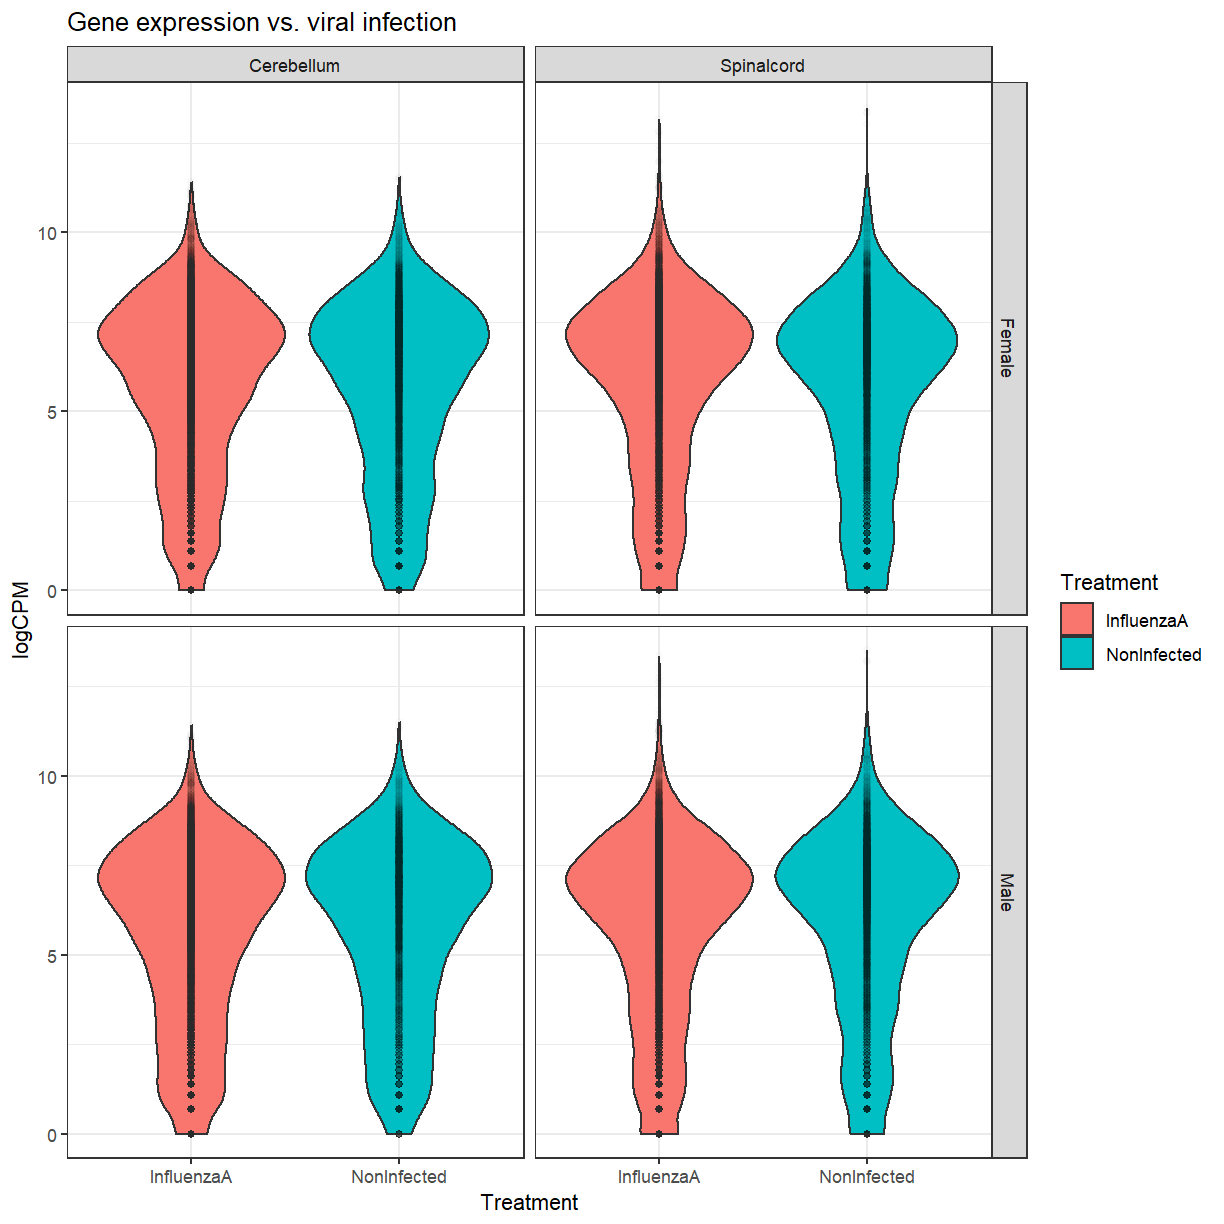 Gene expression vs. viral infection
Cerebellum
Spinalcord
10
5
0
Female
logCPM
10
5
0
Male
InfluenzaA
NonInfected
InfluenzaA
NonInfected
Treatment
Treatment
InfluenzaA
NonInfected